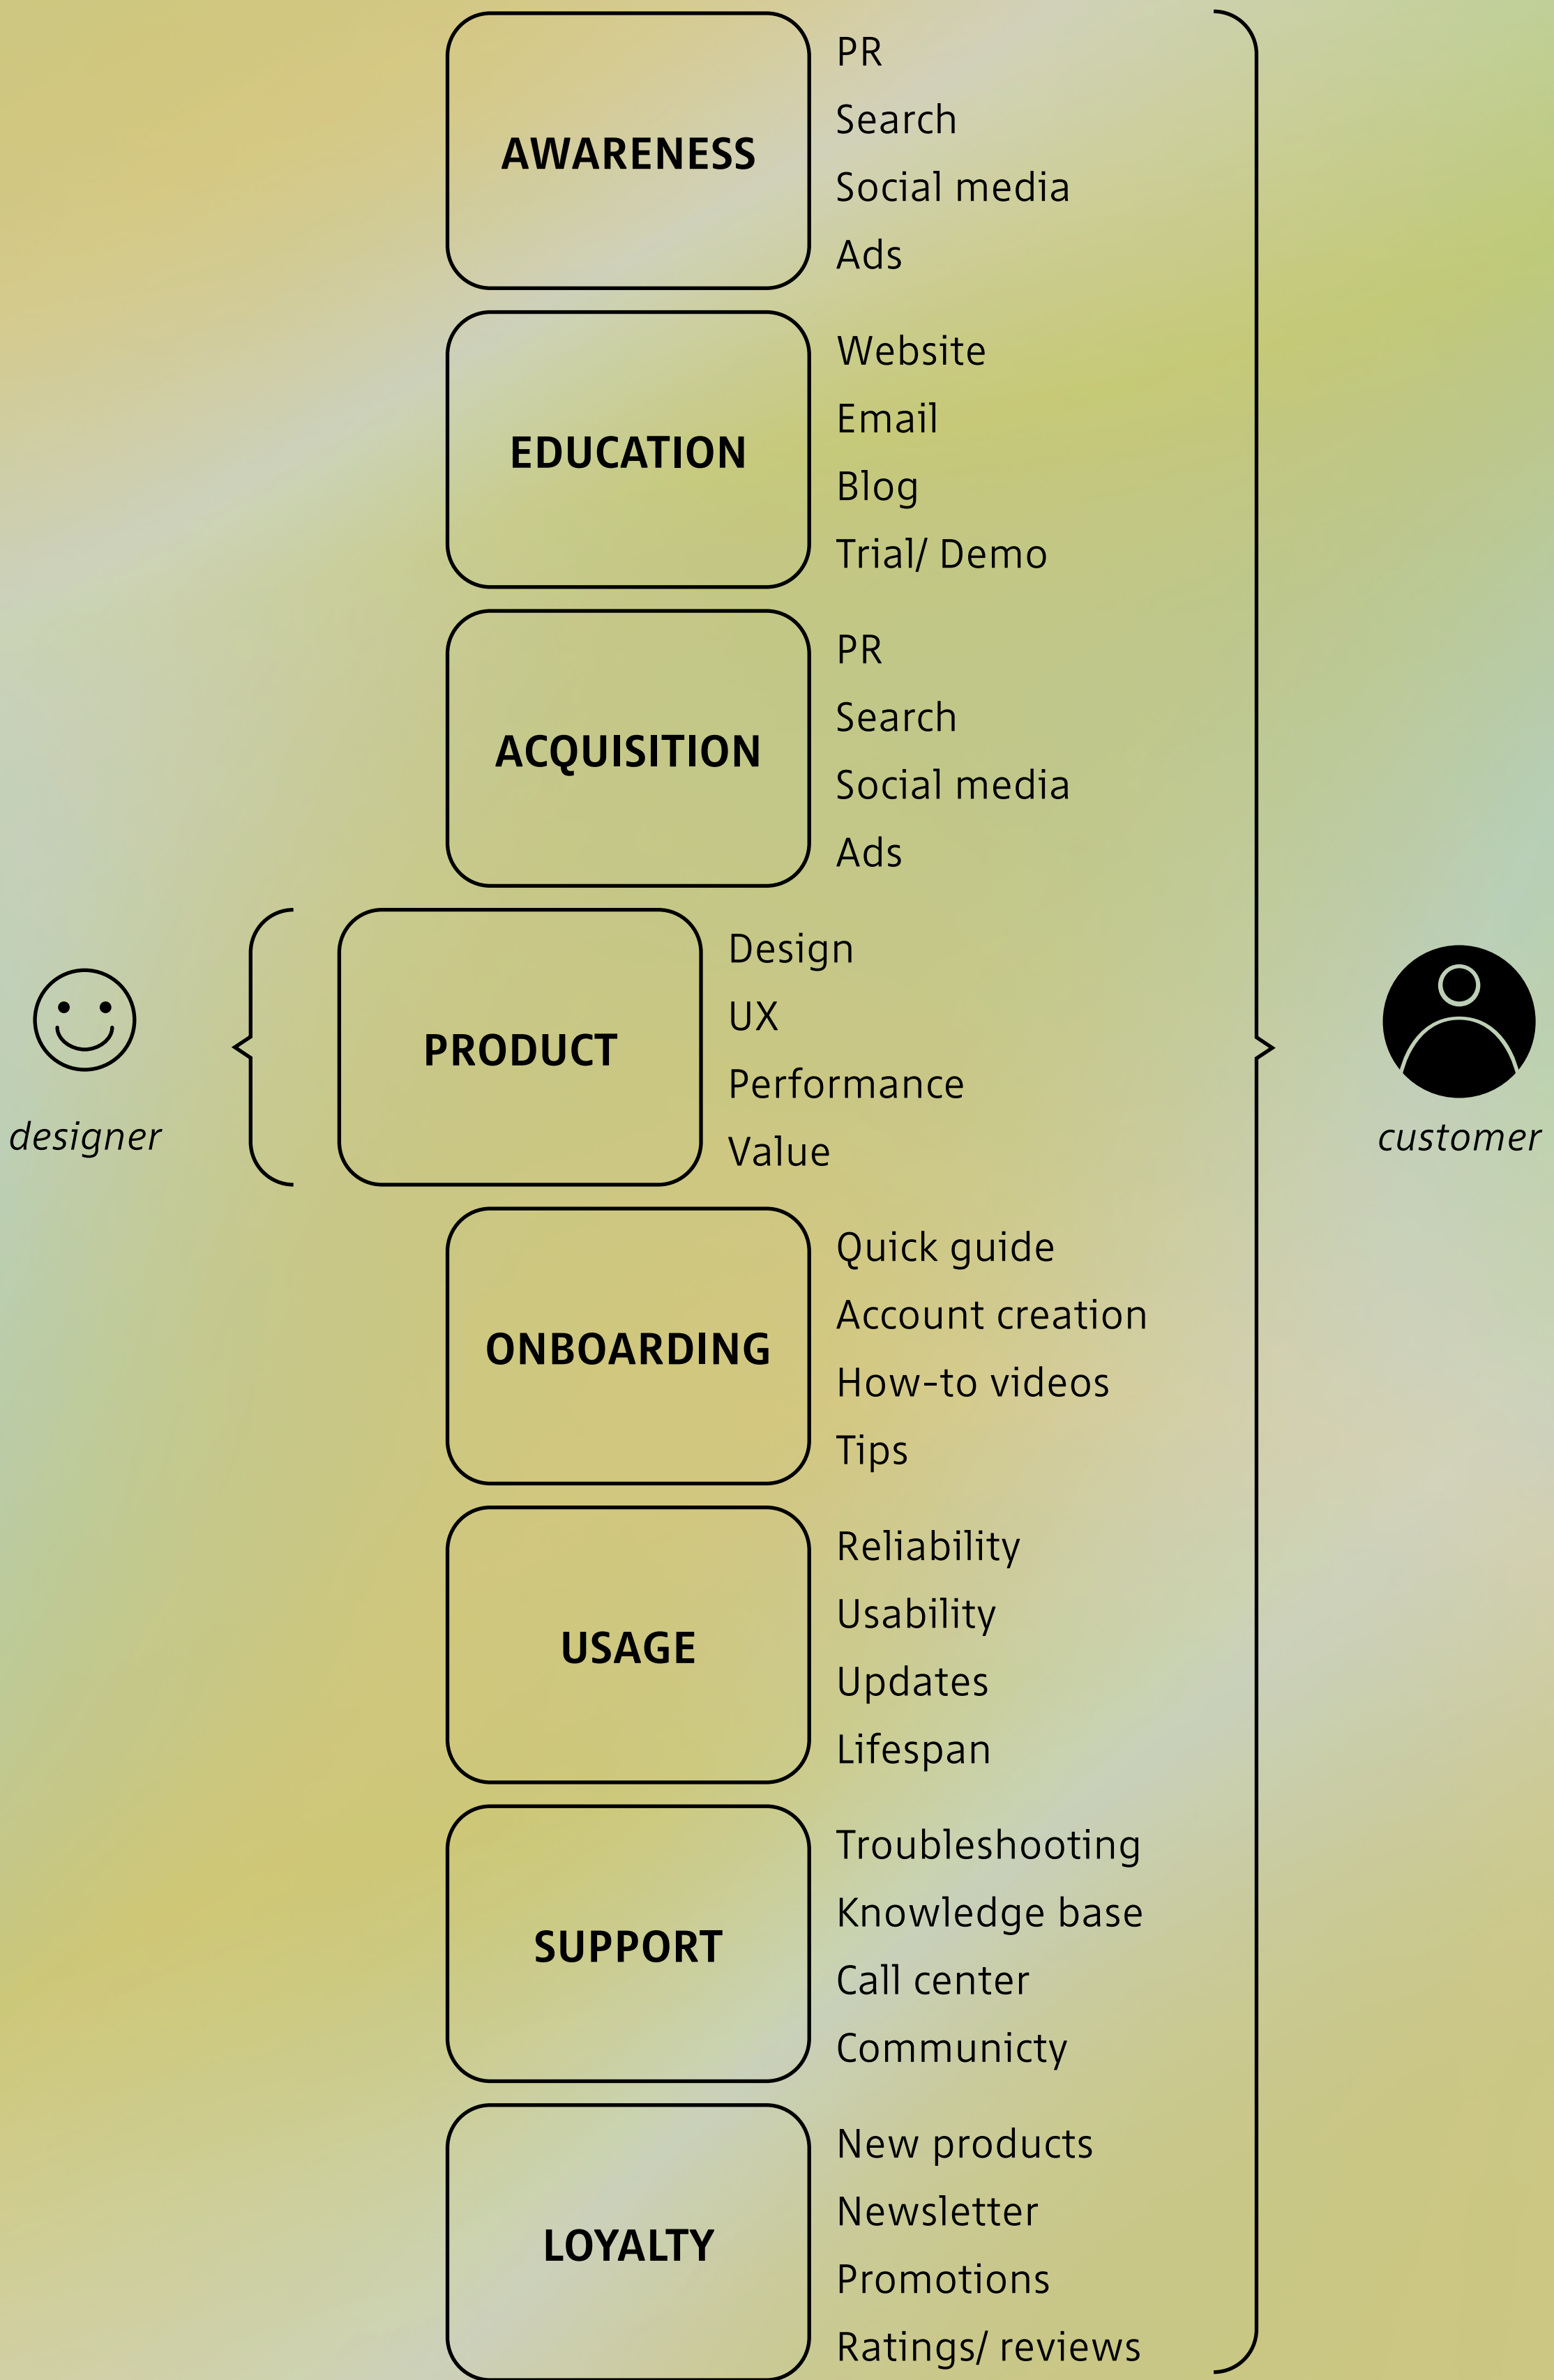 AWARENESS
PR
Search
Social media
Ads
EDUCATION
Website
Email
Blog
Trial/ Demo
ACQUISITION
PR
Search
Social media
Ads
designer
PRODUCT
Design
UX
Performance
Value
customer
ONBOARDING
Quick guide
Account creation
How-to videos
Tips
USAGE
Reliability
Usability
Updates
Lifespan
SUPPORT
Troubleshooting
Knowledge base
Call center
Communicty
LOYALTY
New products
Newsletter
Promotions
Ratings/ reviews